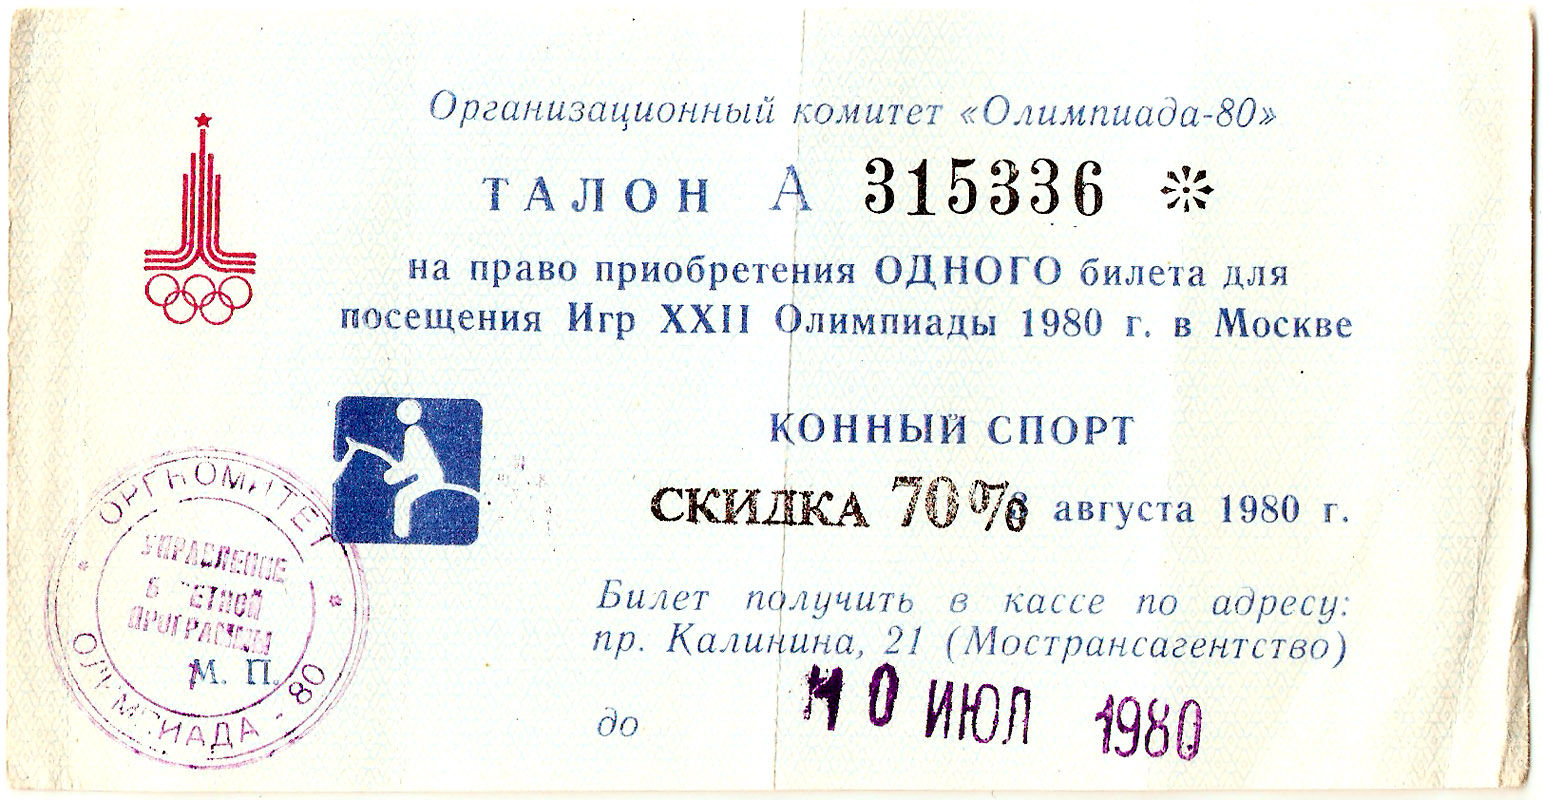 Организационный комитет «Олимпиада-80»
ТАЛОН А 315336
на право приобретения ОДНОГО билета для
посещения Игр XXII Олимпиады 1980 г. в Москве
КОННЫЙ СПОРТ
СКИДКА 70% августа 1980 г.
Билет получить в кассе по адресу:
пр. Калинина, 21 (Мострансагентство)
до 10 ИЮЛ 1980
ОРГКОМИТЕТ
УПРАВЛЕНИЕ
ПРОГРАММЫ
М. П.
ОЛИМПИАДА - 80